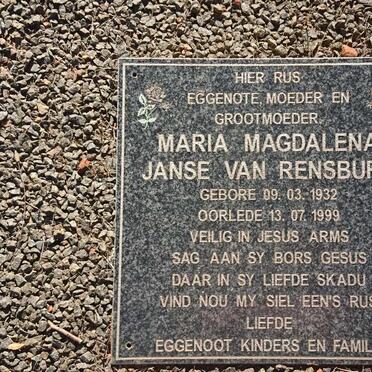 HIER RUS
EGGENOTE, MOEDER EN
GROOTMOEDER
MARIA MAGDALENA
JANSE VAN RENSBUR
GEBORE 09. 03. 1932
OORLEDE 13. 07. 1999
VEILIG IN JESUS ARMS
SAG AAN SY BORS GESUS
DAAR IN SY LIEFDE SKADU
VIND NOU MY SIEL EEN'S RUS
LIEFDE
EGGENOOT KINDERS EN FAMIL